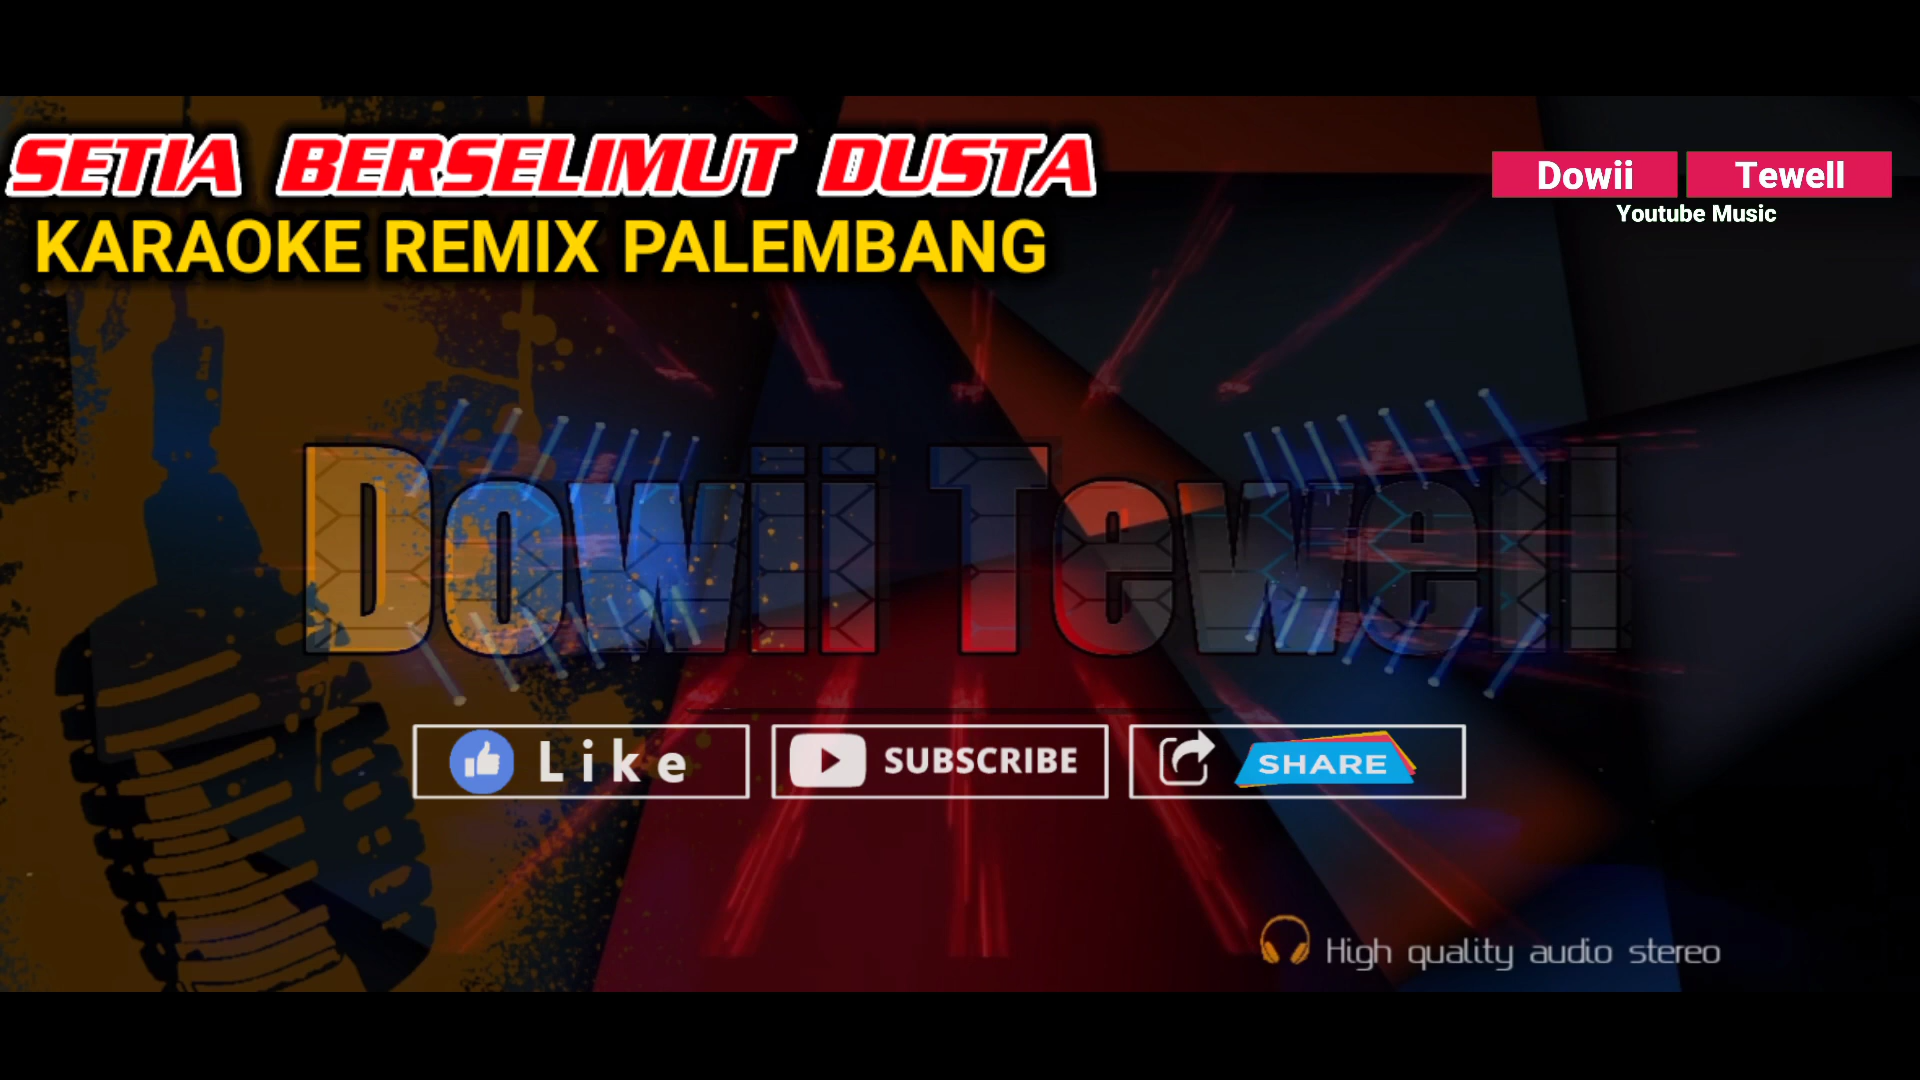 SETIA BERSELIMUT DUSTA
KARAOKE REMIX PALEMBANG
Dowii Tewell
Youtube Music
Dowii Tewell
Like
SUBSCRIBE
SHARE
High quality audio stereo